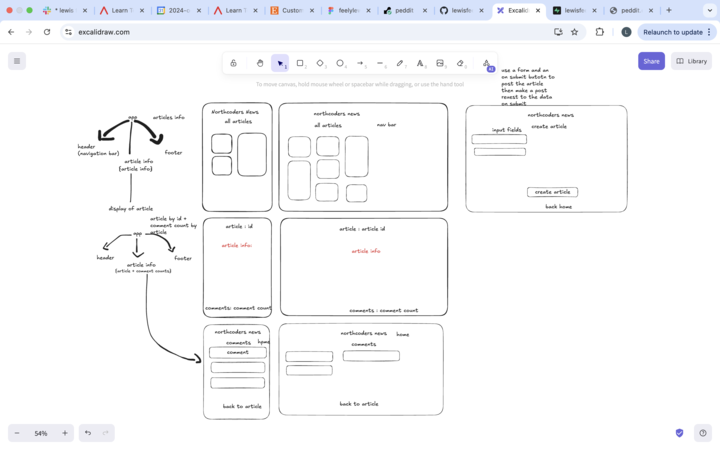 * lewis
Learn T
2024-c
Learn T
Custom
feelyle
peddit
lewisfe
Excalid
lewisfe
peddit
excalidraw.com
L
Relaunch to update
Share
Library
To move canvas, hold mouse wheel or spacebar while dragging, or use the hand tool
use a form and an
on submit bototn to
post the article
then make a post
reuest to the data
on submit
app
articles info
header
(navigation bar)
footer
article info
(article info)
display of article
Northcoders News
all articles
northcoders news
all articles
nav bar
northcoders news
create article
input fields
create article
back home
article by id +
comment count by
article
app
header
footer
article info
(article + comment counts)
article : id
article info:
comments: comment count
article : article id
article info
comments : comment count
northcoders news
comments
home
comment
back to article
northcoders news
home
comments
back to article
54%